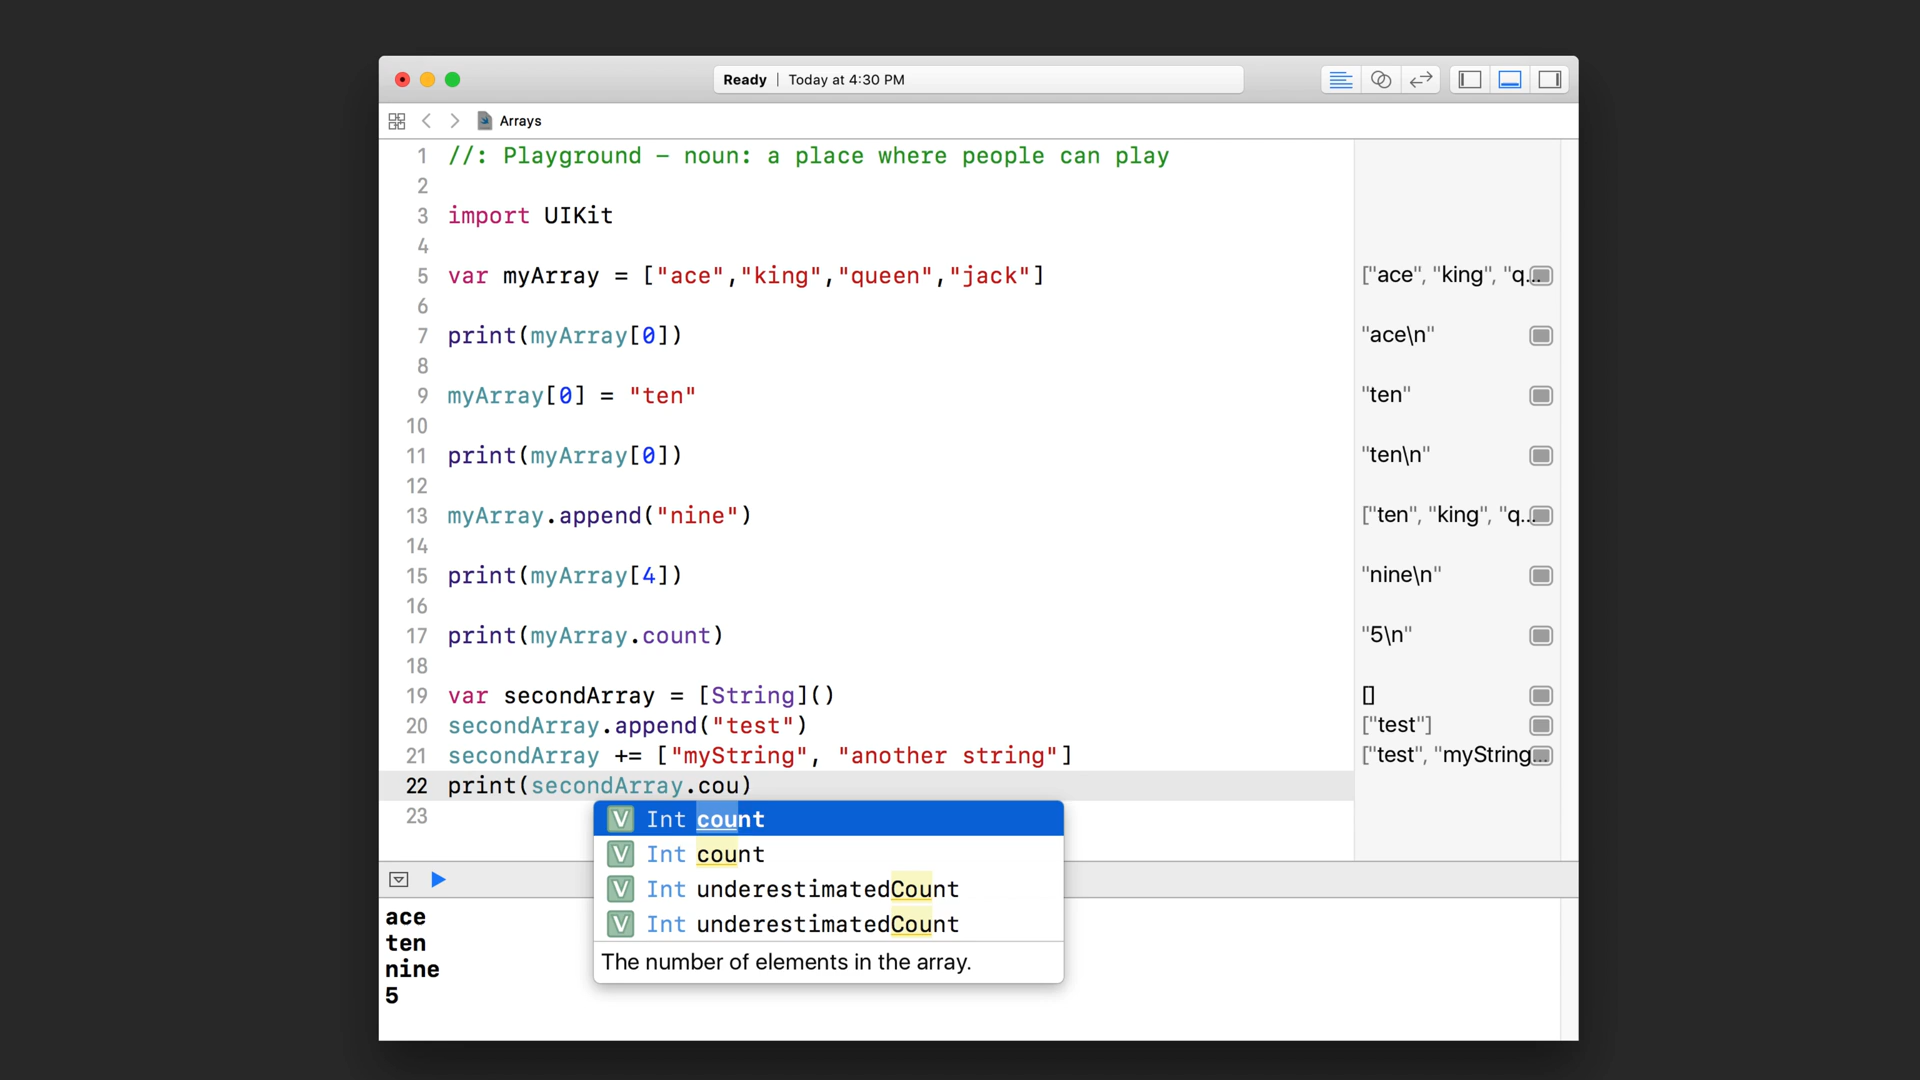 Ready | Today at 4:30 PM
Arrays
1 //: Playground – noun: a place where people can play
2
3 import UIKit
4
5 var myArray = ["ace","king","queen","jack"] ["ace", "king", "q...
6
7 print(myArray[0]) "ace\n"
8
9 myArray[0] = "ten" "ten"
10
11 print(myArray[0]) "ten\n"
12
13 myArray.append("nine") ["ten", "king", "q...
14
15 print(myArray[4]) "nine\n"
16
17 print(myArray.count) "5\n"
18
19 var secondArray = [String]() []
20 secondArray.append("test") ["test"]
21 secondArray += ["myString", "another string"] ["test", "myString...
22 print(secondArray.cou)
23
V Int count
V Int count
V Int underestimatedCount
V Int underestimatedCount
The number of elements in the array.
ace
ten
nine
5